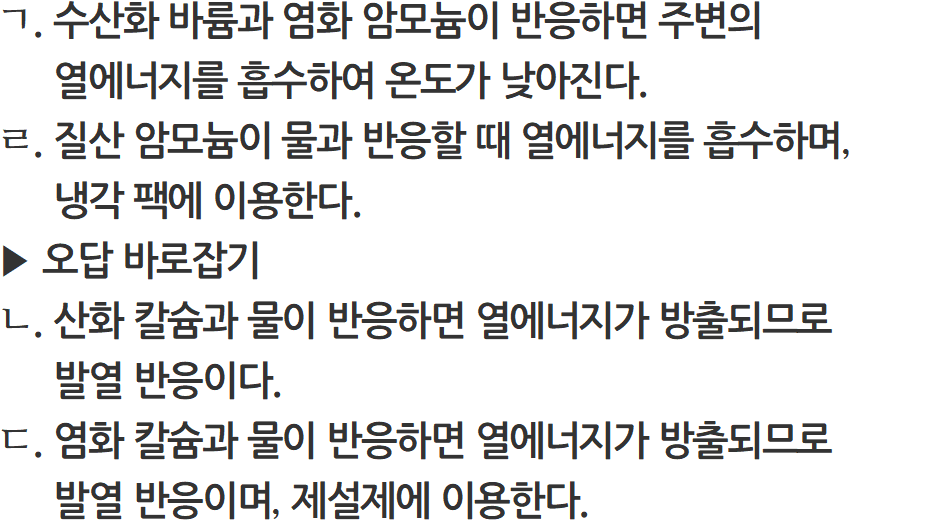 ㄱ. 수산화 바륨과 염화 암모늄이 반응하면 주변의
열에너지를 흡수하여 온도가 낮아진다.
ㄹ. 질산 암모늄이 물과 반응할 때 열에너지를 흡수하며,
냉각 팩에 이용한다.
▶ 오답 바로잡기
ㄴ. 산화 칼슘과 물이 반응하면 열에너지가 방출되므로
발열 반응이다.
ㄷ. 염화 칼슘과 물이 반응하면 열에너지가 방출되므로
발열 반응이며, 제설제에 이용한다.